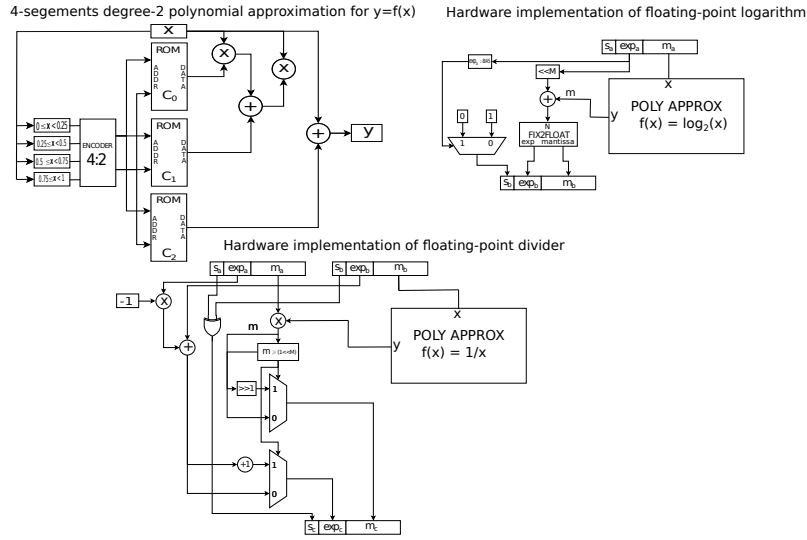 4-segements degree-2 polynomial approximation for y=f(x)
X
ROM
ADDR
DATA
C0
X
X
+
0 ≤ x < 0.25
0.25≤x<0.5
0.5 ≤x<0.75
0.75≤x<1
ENCODER
4:2
ROM
ADDR
DATA
C1
+
y
ROM
ADDR
DATA
C2
Hardware implementation of floating-point logarithm
sa expa ma
<<M
x
+
m
y
POLY APPROX
f(x) = log2(x)
0
1
1 0
N
FIX2FLOAT
exp mantissa
sb expb mb
Hardware implementation of floating-point divider
sa expa ma
sb expb mb
-1
x
x
x
m
y
POLY APPROX
f(x) = 1/x
+
m ≥ (1<<M)
>>1
1
0
+1
1
0
sc expc mc